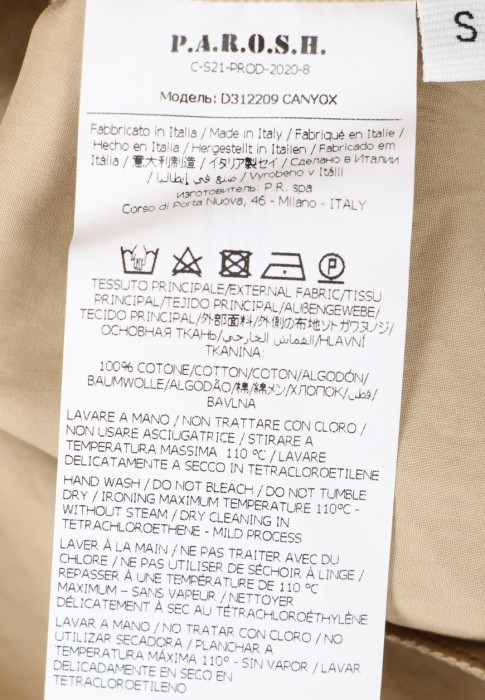 S
P.A.R.O.S.H.
C-S21-PROD-2020-8
Модель: D312209 CANYOX
Fabbricato in Italia / Made in Italy / Fabriqué en Italie /
Hecho en Italia / Hergestellt in Italien / Fabricado em
Itália / 意大利制造 / イタリア製セイ / Сделано в Италии
/ صنع في إيطاليا / Vyrobeno v Itálii
изготовитель: P.R. spa
Corso di Porta Nuova, 46 - Milano - ITALY
P
TESSUTO PRINCIPALE/EXTERNAL FABRIC/TISSU
PRINCIPAL/TEJIDO PRINCIPAL/AUßENGEWEBE/
TECIDO PRINCIPAL/外部面料/外側の布地ソトガワヌノジ/
ОСНОВНАЯ ТКАНЬ/القماش الخارجي/HLAVNÍ
TKANINA:
100% COTONE/COTTON/COTON/ALGODÓN/
BAUMWOLLE/ALGODÃO/棉/綿メン/ХЛОПОК/قطن/
BAVLNA
LAVARE A MANO / NON TRATTARE CON CLORO /
NON USARE ASCIUGATRICE / STIRARE A
TEMPERATURA MASSIMA 110 °C / LAVARE
DELICATAMENTE A SECCO IN TETRACLOROETILENE
HAND WASH / DO NOT BLEACH / DO NOT TUMBLE
DRY / IRONING MAXIMUM TEMPERATURE 110°C -
WITHOUT STEAM / DRY CLEANING IN
TETRACHLOROETHENE - MILD PROCESS
LAVER À LA MAIN / NE PAS TRAITER AVEC DU
CHLORE / NE PAS UTILISER DE SÉCHOIR À LINGE /
REPASSER À UNE TEMPÉRATURE DE 110 °C
MAXIMUM – SANS VAPEUR / NETTOYER
DÉLICATEMENT À SEC AU TÉTRACHLOROÉTHYLÈNE
LAVAR A MANO / NO TRATAR CON CLORO / NO
UTILIZAR SECADORA / PLANCHAR A
TEMPERATURA MÁXIMA 110° - SIN VAPOR / LAVAR
DELICADAMENTE EN SECO EN
TETRACLOROETILENO